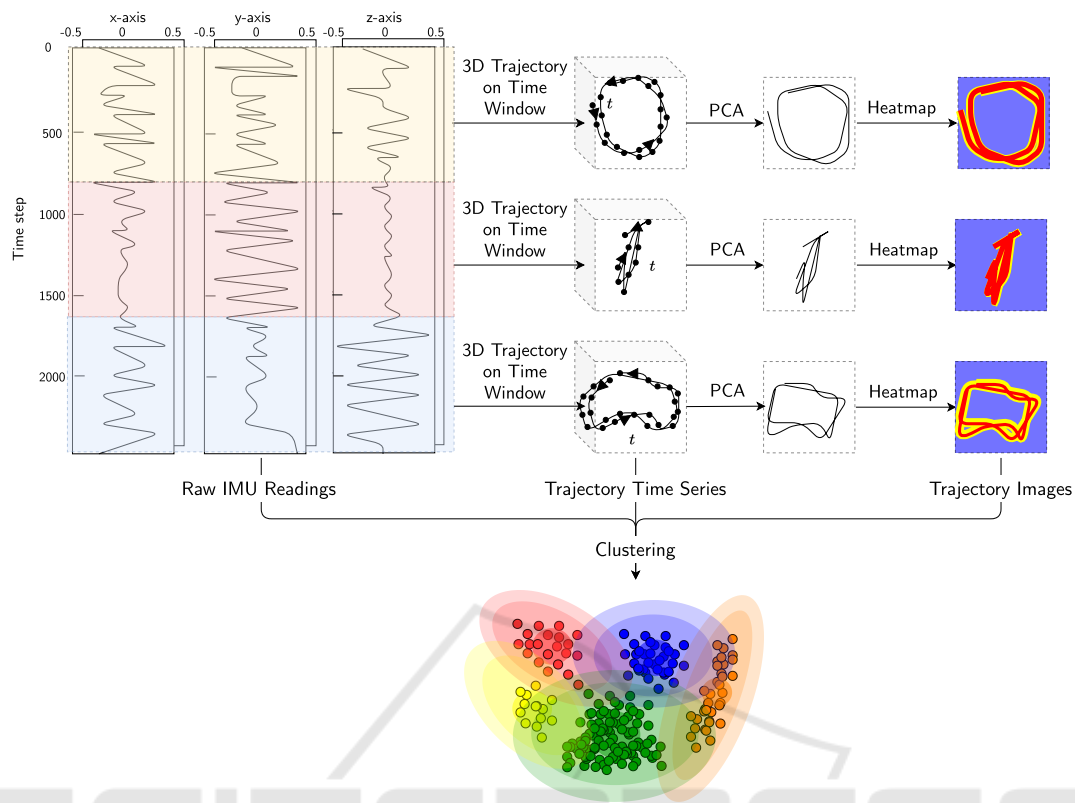 x-axis
y-axis
z-axis
-0.5 0 0.5
-0.5 0 0.5
-0.5 0 0.5
0
500
1000
1500
2000
Time step
3D Trajectory
on Time
Window
t
PCA
Heatmap
3D Trajectory
on Time
Window
t
PCA
Heatmap
3D Trajectory
on Time
Window
t
PCA
Heatmap
Raw IMU Readings
Trajectory Time Series
Trajectory Images
Clustering